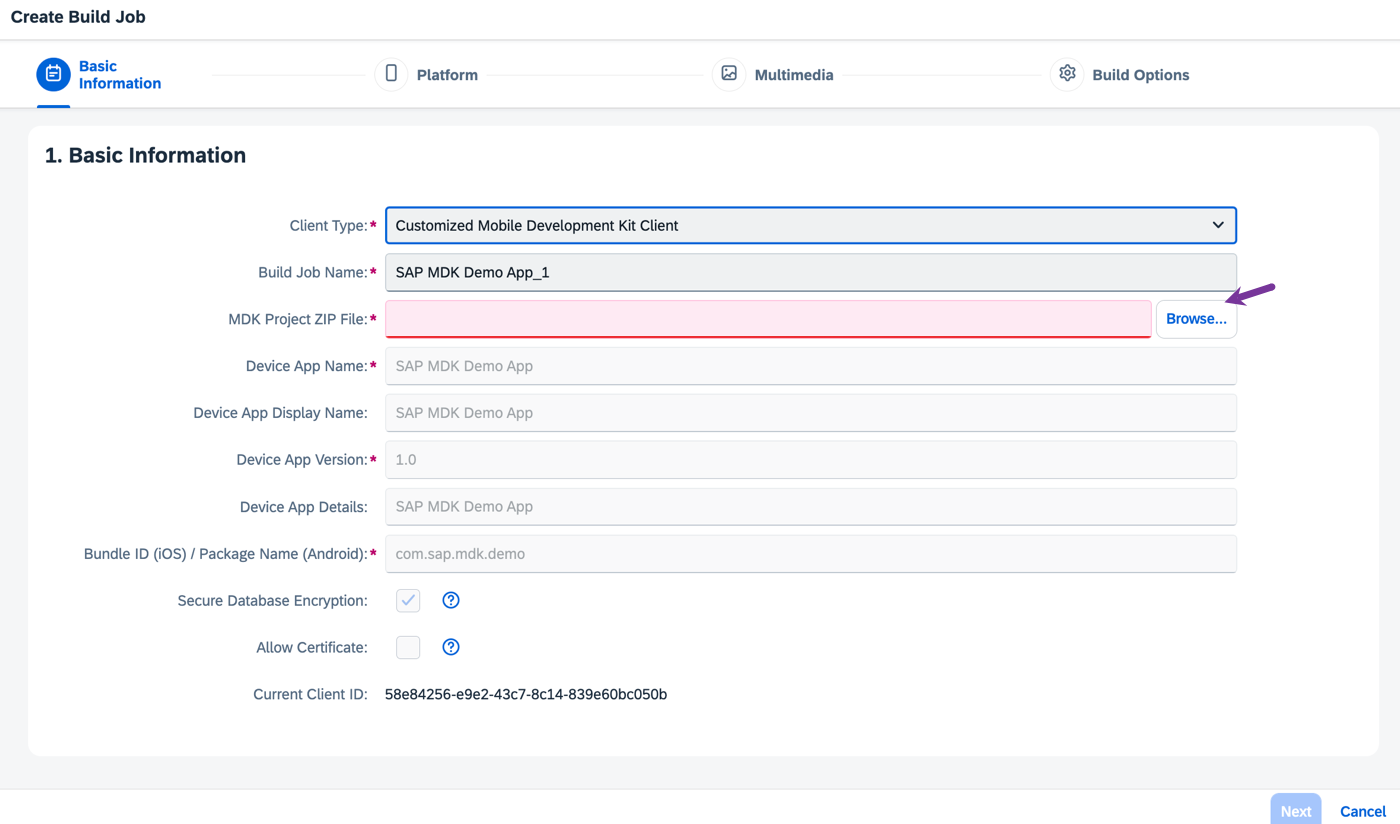 Create Build Job
Basic
Information
Platform
Multimedia
Build Options
1. Basic Information
Client Type:* Customized Mobile Development Kit Client
Build Job Name:* SAP MDK Demo App_1
MDK Project ZIP File:* Browse...
Device App Name:* SAP MDK Demo App
Device App Display Name: SAP MDK Demo App
Device App Version:* 1.0
Device App Details: SAP MDK Demo App
Bundle ID (iOS) / Package Name (Android):* com.sap.mdk.demo
Secure Database Encryption:
Allow Certificate:
Current Client ID: 58e84256-e9e2-43c7-8c14-839e60bc050b
Next Cancel